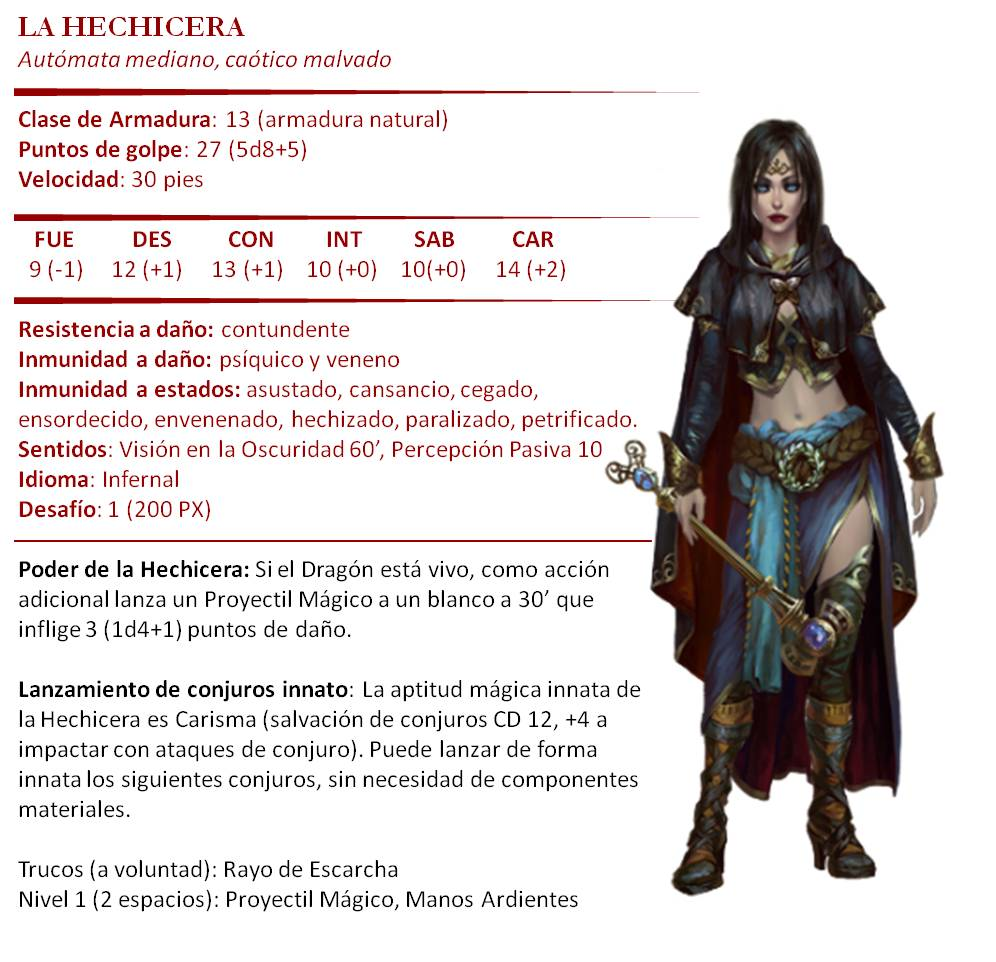 LA HECHICERA
Autómata mediano, caótico malvado
Clase de Armadura: 13 (armadura natural)
Puntos de golpe: 27 (5d8+5)
Velocidad: 30 pies
FUE DES CON INT SAB CAR
9 (-1) 12 (+1) 13 (+1) 10 (+0) 10(+0) 14 (+2)
Resistencia a daño: contundente
Inmunidad a daño: psíquico y veneno
Inmunidad a estados: asustado, cansancio, cegado,
ensordecido, envenenado, hechizado, paralizado, petrificado.
Sentidos: Visión en la Oscuridad 60’, Percepción Pasiva 10
Idioma: Infernal
Desafío: 1 (200 PX)
Poder de la Hechicera: Si el Dragón está vivo, como acción
adicional lanza un Proyectil Mágico a un blanco a 30’ que
inflige 3 (1d4+1) puntos de daño.
Lanzamiento de conjuros innato: La aptitud mágica innata de
la Hechicera es Carisma (salvación de conjuros CD 12, +4 a
impactar con ataques de conjuro). Puede lanzar de forma
innata los siguientes conjuros, sin necesidad de componentes
materiales.
Trucos (a voluntad): Rayo de Escarcha
Nivel 1 (2 espacios): Proyectil Mágico, Manos Ardientes